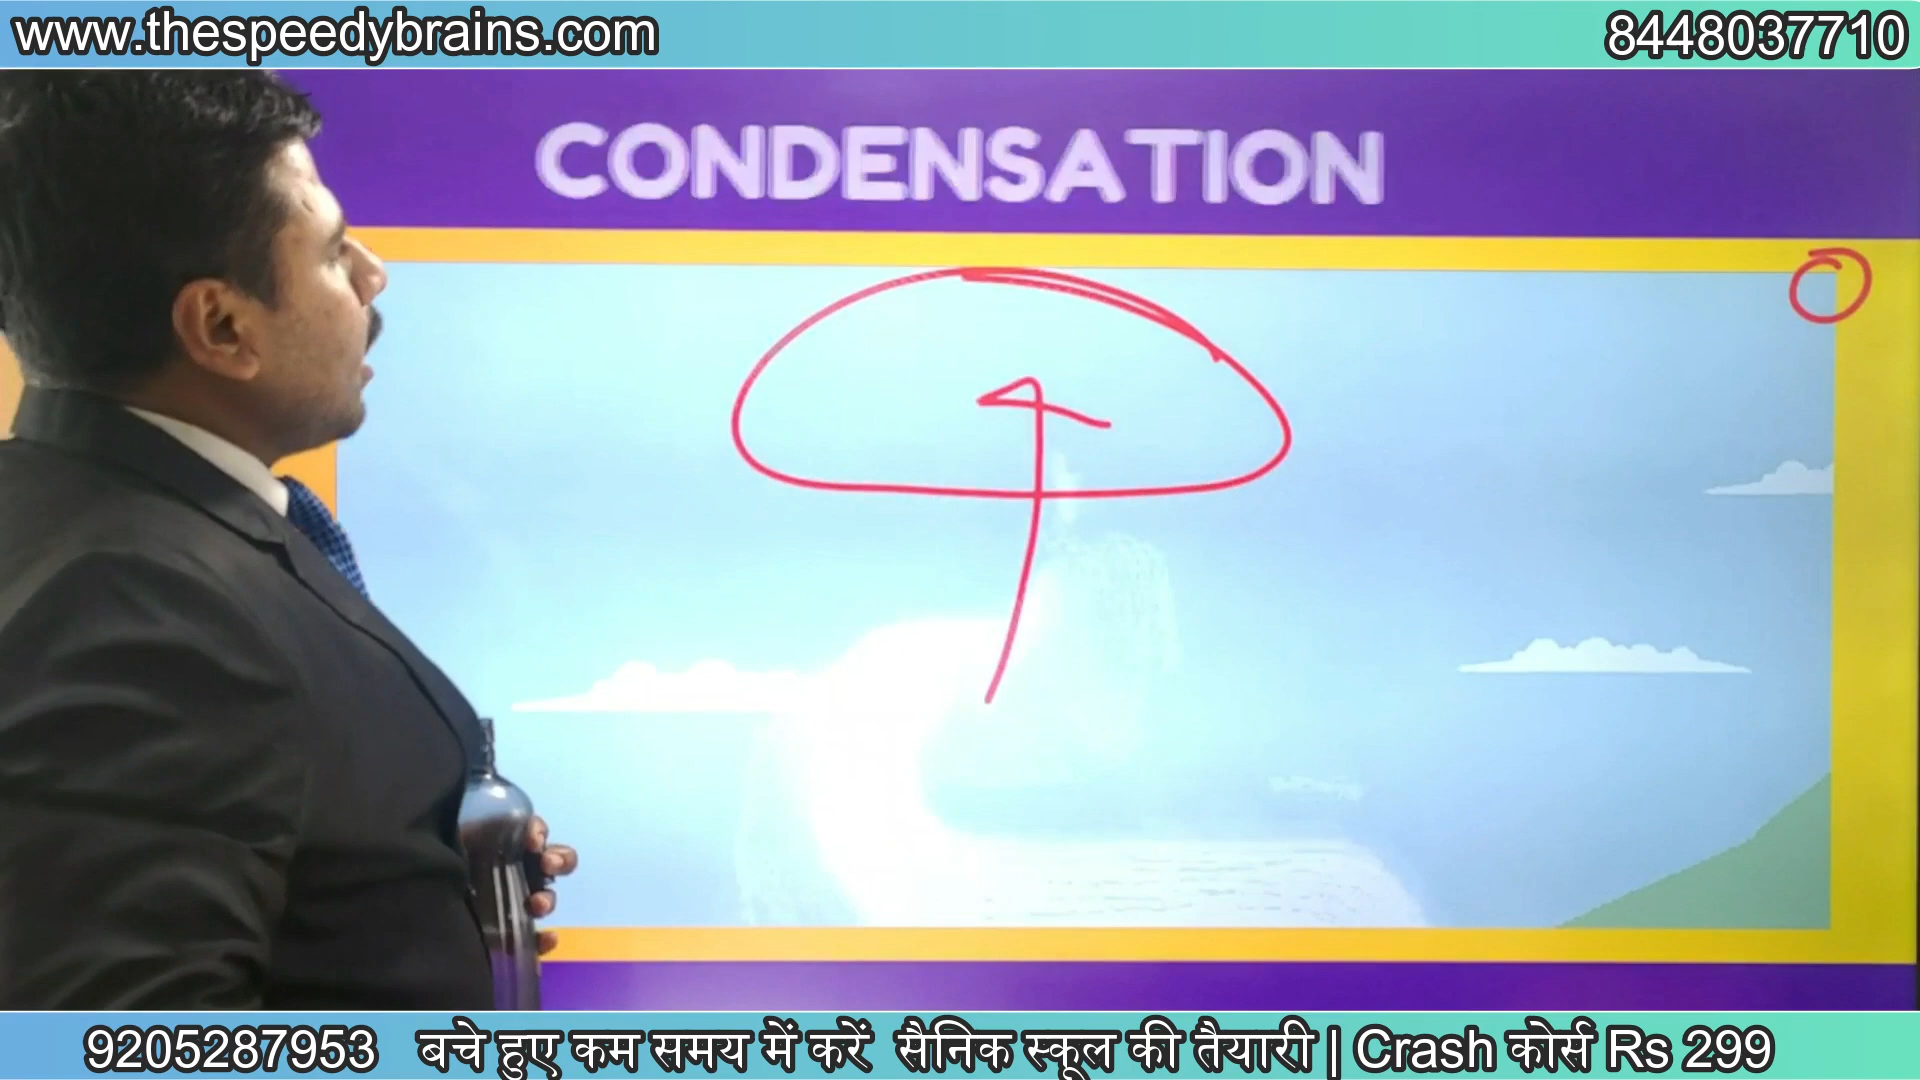 www.thespeedybrains.com
8448037710
CONDENSATION
9205287953 बचे हुए कम समय में करें सैनिक स्कूल की तैयारी | Crash कोर्स Rs 299